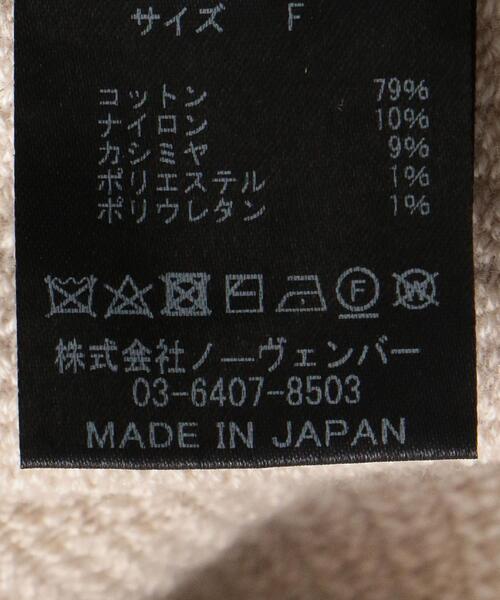 サイズ F
コットン 79%
ナイロン 10%
カシミヤ 9%
ポリエステル 1%
ポリウレタン 1%
F W
株式会社ノーヴェンバー
03-6407-8503
MADE IN JAPAN